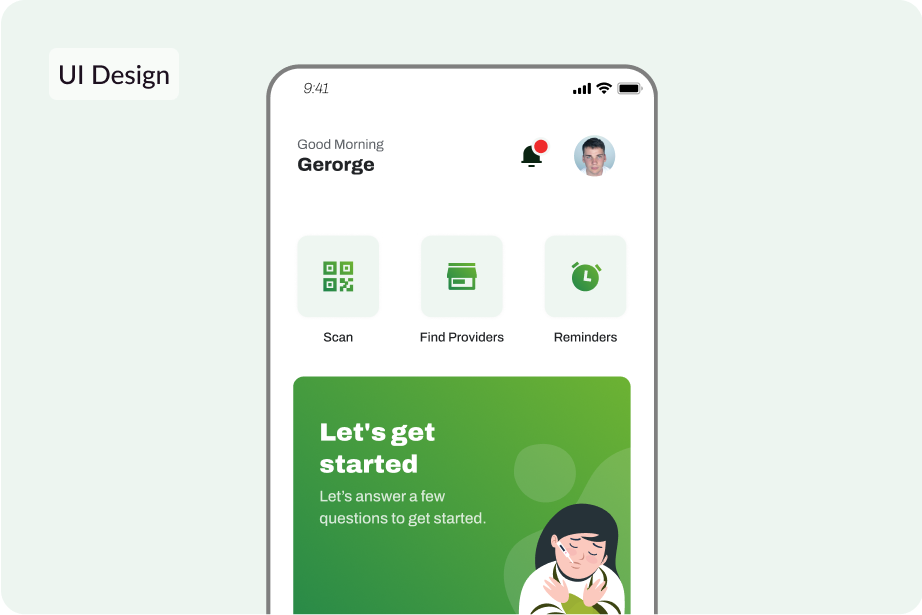 UI Design
9:41
Good Morning
Gerorge
Scan
Find Providers
Reminders
Let's get
started
Let's answer a few
questions to get started.